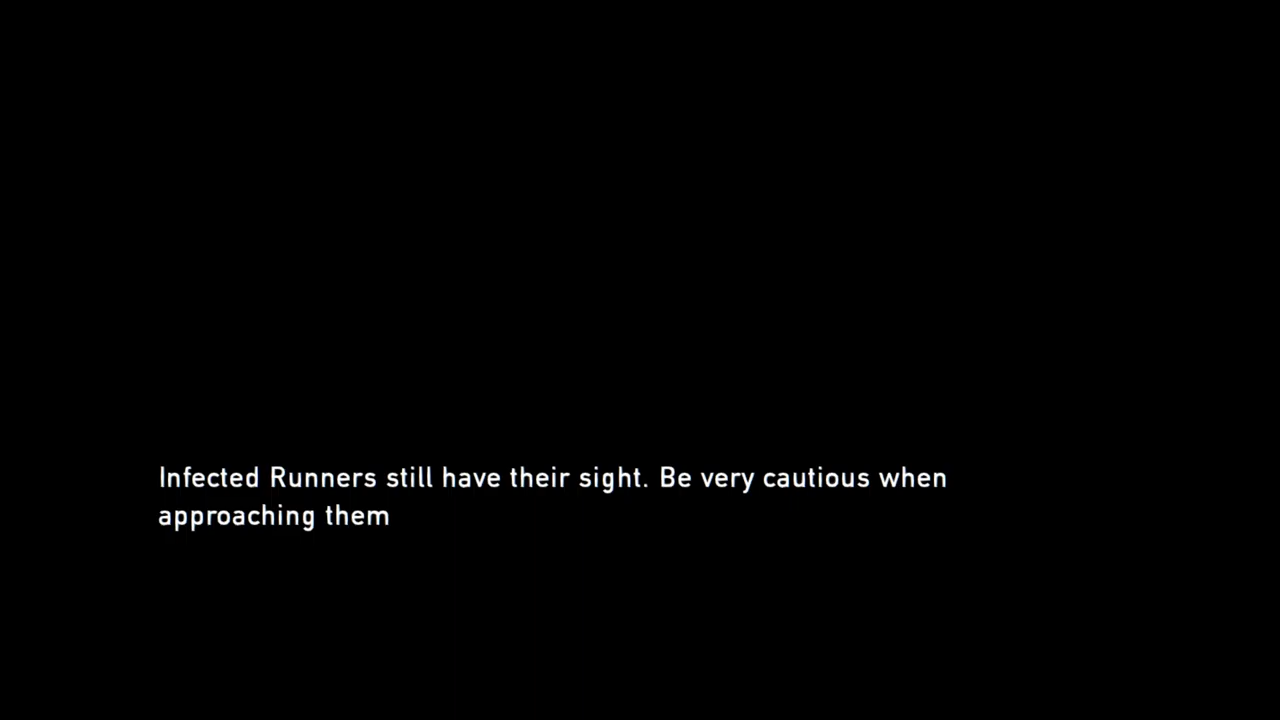 Infected Runners still have their sight. Be very cautious when
approaching them